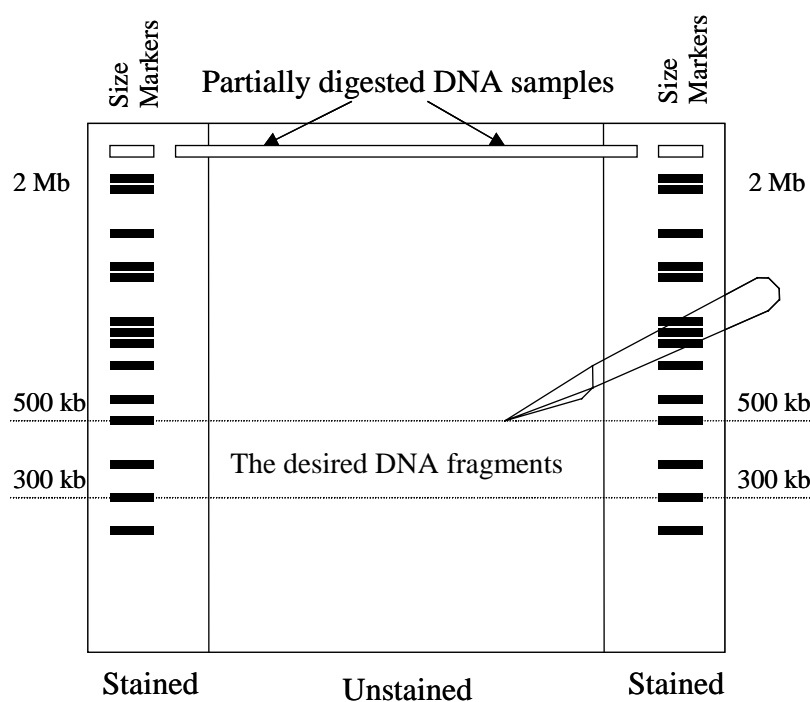 Size
Markers
Partially digested DNA samples
Size
Markers
2 Mb
2 Mb
500 kb
500 kb
The desired DNA fragments
300 kb
300 kb
Stained
Unstained
Stained